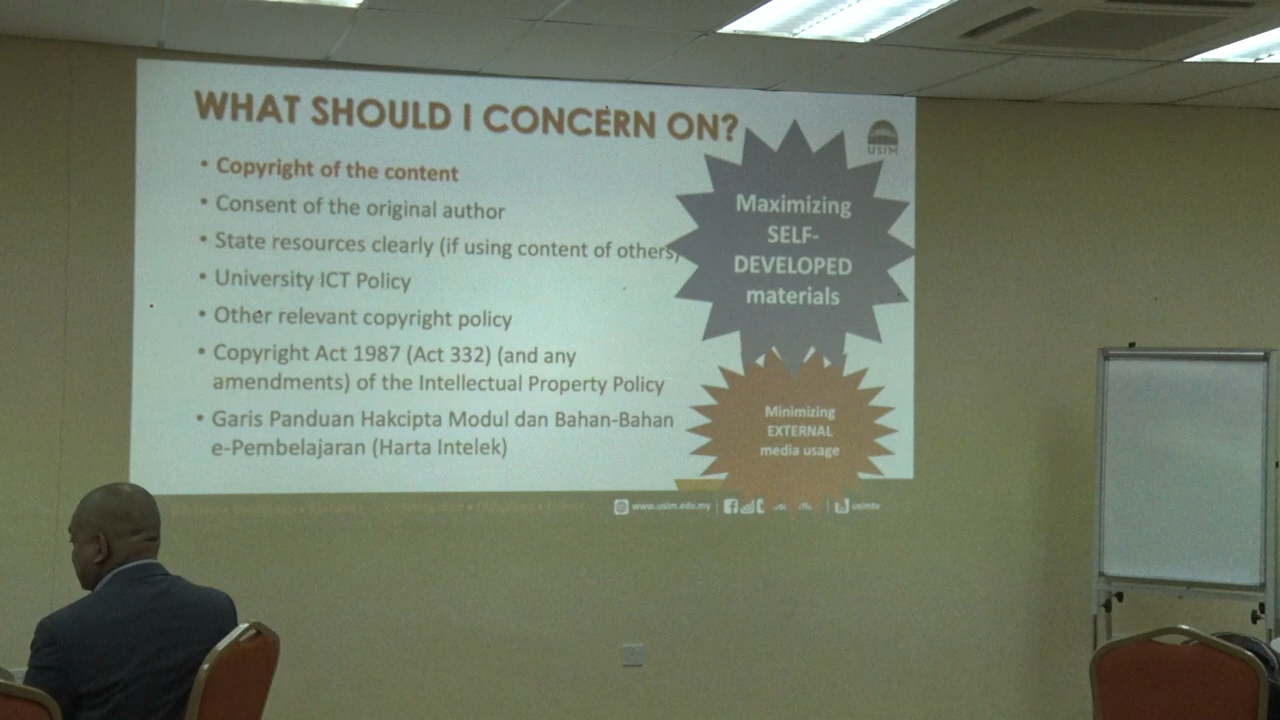 WHAT SHOULD I CONCERN ON?
USIM
• Copyright of the content
• Consent of the original author
• State resources clearly (if using content of others)
• University ICT Policy
• Other relevant copyright policy
• Copyright Act 1987 (Act 332) (and any
amendments) of the Intellectual Property Policy
• Garis Panduan Hakcipta Modul dan Bahan-Bahan
e-Pembelajaran (Harta Intelek)
Maximizing
SELF-
DEVELOPED
materials
Minimizing
EXTERNAL
media usage
www.usim.edu.my
usimtv